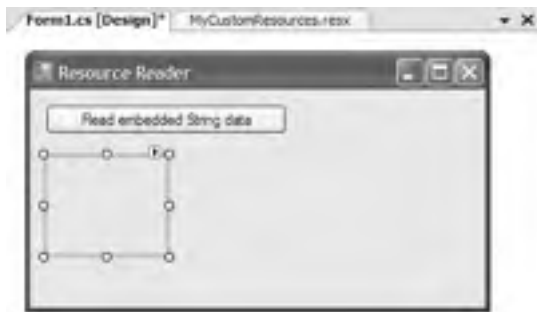 Form1.cs [Design]* MyCustomResources.resx
Resource Reader
Read embedded String data